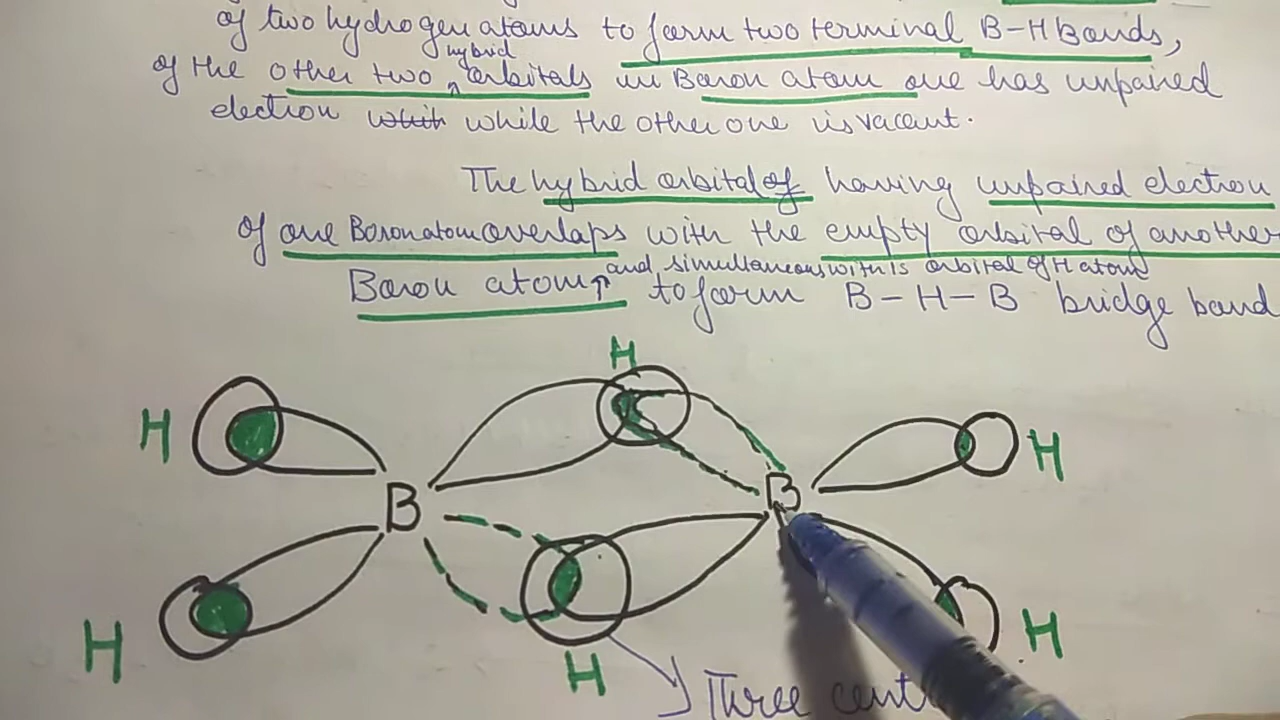 of two hydrogen atoms to form two terminal B-H Bonds,
hybrid
of the other two orbitals in Boron atom one has unpaired
electron while the other one is vacant.
The hybrid orbital of having unpaired electron
of one Boron atom overlaps with the empty orbital of another
and simultaneous with 1s orbital of H atom
Boron atom to form B-H-B bridge bond
H
H
H
B
B
H
H
H
H
Three cent